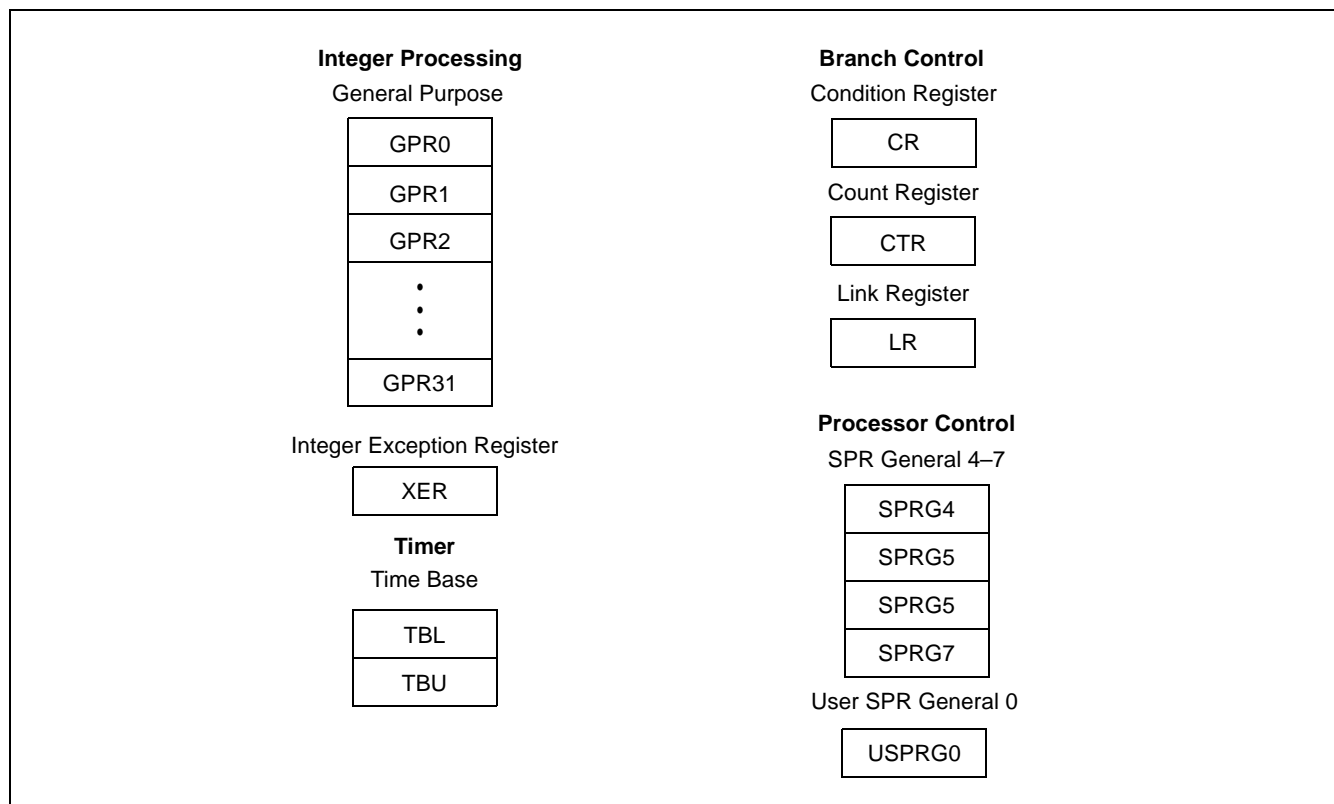 Integer Processing
General Purpose
GPR0
GPR1
GPR2
GPR31
Integer Exception Register
XER
Timer
Time Base
TBL
TBU
Branch Control
Condition Register
CR
Count Register
CTR
Link Register
LR
Processor Control
SPR General 4–7
SPRG4
SPRG5
SPRG5
SPRG7
User SPR General 0
USPRG0